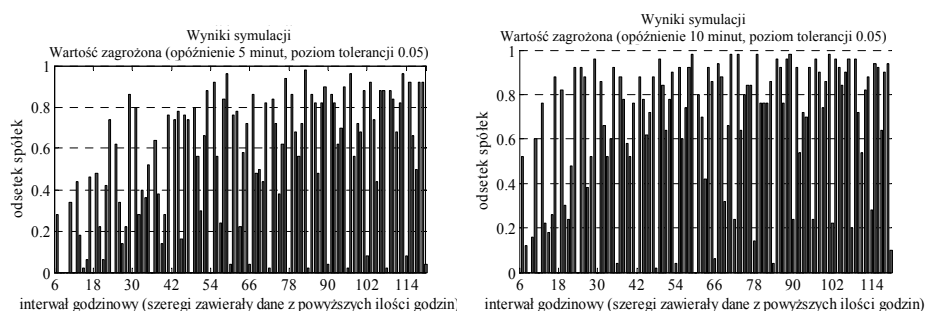 Wyniki symulacji
Wartość zagrożona (opóźnienie 5 minut, poziom tolerancji 0.05)
1
0.8
0.6
0.4
0.2
0
odsetek spółek
6 18 30 42 54 66 78 90 102 114
interwał godzinowy (szeregi zawierały dane z powyższych ilości godzin)
Wyniki symulacji
Wartość zagrożona (opóźnienie 10 minut, poziom tolerancji 0.05)
1
0.8
0.6
0.4
0.2
0
odsetek spółek
6 18 30 42 54 66 78 90 102 114
interwał godzinowy (szeregi zawierały dane z powyższych ilości godzin)